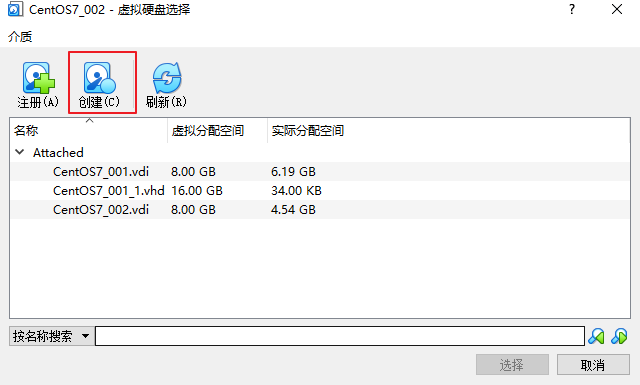 CentOS7_002 - 虚拟硬盘选择
介质
注册(A) 创建(C) 刷新(R)
名称 虚拟分配空间 实际分配空间
Attached
CentOS7_001.vdi 8.00 GB 6.19 GB
CentOS7_001_1.vhd 16.00 GB 34.00 KB
CentOS7_002.vdi 8.00 GB 4.54 GB
按名称搜索
选择 取消